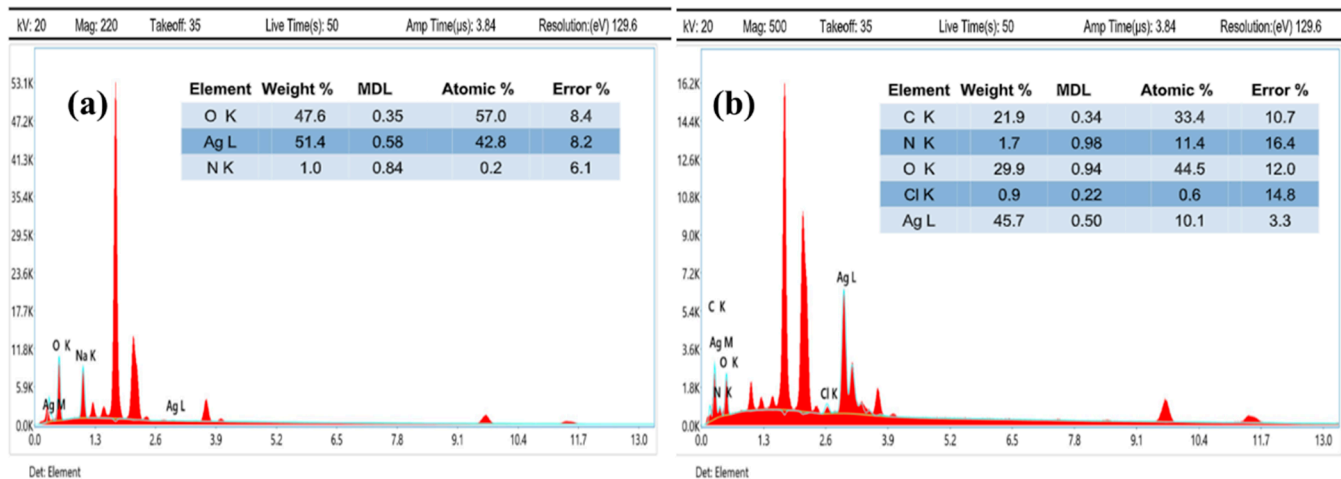 kV: 20 Mag: 220 Takeoff: 35 Live Time(s): 50 Amp Time(μs): 3.84 Resolution:(eV) 129.6
(a)
Element Weight % MDL Atomic % Error %
O K 47.6 0.35 57.0 8.4
Ag L 51.4 0.58 42.8 8.2
N K 1.0 0.84 0.2 6.1
53.1K
47.2K
41.3K
35.4K
29.5K
23.6K
17.7K
11.8K
5.9K
0.0K
O K
Na K
Ag M
Ag L
0.0 1.3 2.6 3.9 5.2 6.5 7.8 9.1 10.4 11.7 13.0
Det: Element
kV: 20 Mag: 500 Takeoff: 35 Live Time(s): 50 Amp Time(μs): 3.84 Resolution:(eV) 129.6
(b)
Element Weight % MDL Atomic % Error %
C K 21.9 0.34 33.4 10.7
N K 1.7 0.98 11.4 16.4
O K 29.9 0.94 44.5 12.0
Cl K 0.9 0.22 0.6 14.8
Ag L 45.7 0.50 10.1 3.3
16.2K
14.4K
12.6K
10.8K
9.0K
7.2K
5.4K
3.6K
1.8K
0.0K
Ag L
C K
Ag M
O K
N K
Cl K
0.0 1.3 2.6 3.9 5.2 6.5 7.8 9.1 10.4 11.7 13.0
Det: Element